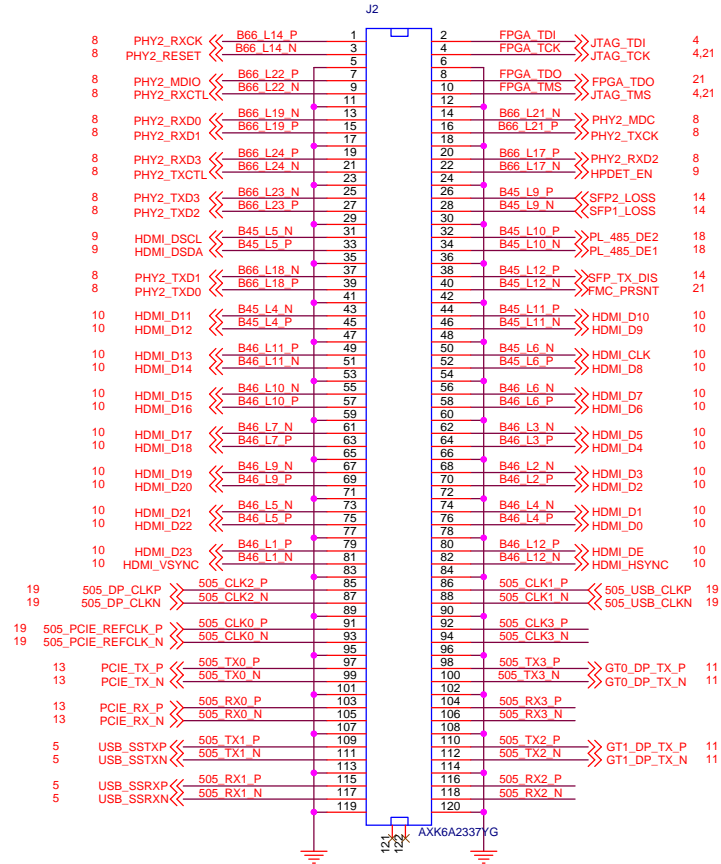 J2
8 PHY2_RXCK B66_L14_P 1 2 FPGA_TDI JTAG_TDI 4
8 PHY2_RESET B66_L14_N 3 4 FPGA_TCK JTAG_TCK 4,21
5 6
8 PHY2_MDIO B66_L22_P 7 8 FPGA_TDO FPGA_TDO 21
8 PHY2_RXCTL B66_L22_N 9 10 FPGA_TMS JTAG_TMS 4,21
11 12
8 PHY2_RXD0 B66_L19_N 13 14 B66_L21_N PHY2_MDC 8
8 PHY2_RXD1 B66_L19_P 15 16 B66_L21_P PHY2_TXCK 8
17 18
8 PHY2_RXD3 B66_L24_P 19 20 B66_L17_P PHY2_RXD2 8
8 PHY2_TXCTL B66_L24_N 21 22 B66_L17_N HPDET_EN 9
23 24
8 PHY2_TXD3 B66_L23_N 25 26 B45_L9_P SFP2_LOSS 14
8 PHY2_TXD2 B66_L23_P 27 28 B45_L9_N SFP1_LOSS 14
29 30
9 HDMI_DSCL B45_L5_N 31 32 B45_L10_P PL_485_DE2 18
9 HDMI_DSDA B45_L5_P 33 34 B45_L10_N PL_485_DE1 18
35 36
8 PHY2_TXD1 B66_L18_N 37 38 B45_L12_P SFP_TX_DIS 14
8 PHY2_TXD0 B66_L18_P 39 40 B45_L12_N FMC_PRSNT 21
41 42
10 HDMI_D11 B45_L4_N 43 44 B45_L11_P HDMI_D10 10
10 HDMI_D12 B45_L4_P 45 46 B45_L11_N HDMI_D9 10
47 48
10 HDMI_D13 B46_L11_P 49 50 B45_L6_N HDMI_CLK 10
10 HDMI_D14 B46_L11_N 51 52 B45_L6_P HDMI_D8 10
53 54
10 HDMI_D15 B46_L10_N 55 56 B46_L6_N HDMI_D7 10
10 HDMI_D16 B46_L10_P 57 58 B46_L6_P HDMI_D6 10
59 60
10 HDMI_D17 B46_L7_N 61 62 B46_L3_N HDMI_D5 10
10 HDMI_D18 B46_L7_P 63 64 B46_L3_P HDMI_D4 10
65 66
10 HDMI_D19 B46_L9_N 67 68 B46_L2_N HDMI_D3 10
10 HDMI_D20 B46_L9_P 69 70 B46_L2_P HDMI_D2 10
71 72
10 HDMI_D21 B46_L5_N 73 74 B46_L4_N HDMI_D1 10
10 HDMI_D22 B46_L5_P 75 76 B46_L4_P HDMI_D0 10
77 78
10 HDMI_D23 B46_L1_P 79 80 B46_L12_P HDMI_DE 10
10 HDMI_VSYNC B46_L1_N 81 82 B46_L12_N HDMI_HSYNC 10
83 84
19 505_DP_CLKP 505_CLK2_P 85 86 505_CLK1_P 505_USB_CLKP 19
19 505_DP_CLKN 505_CLK2_N 87 88 505_CLK1_N 505_USB_CLKN 19
89 90
19 505_PCIE_REFCLK_P 505_CLK0_P 91 92 505_CLK3_P
19 505_PCIE_REFCLK_N 505_CLK0_N 93 94 505_CLK3_N
95 96
13 PCIE_TX_P 505_TX0_P 97 98 505_TX3_P GT0_DP_TX_P 11
13 PCIE_TX_N 505_TX0_N 99 100 505_TX3_N GT0_DP_TX_N 11
101 102
13 PCIE_RX_P 505_RX0_P 103 104 505_RX3_P
13 PCIE_RX_N 505_RX0_N 105 106 505_RX3_N
107 108
5 USB_SSTXP 505_TX1_P 109 110 505_TX2_P GT1_DP_TX_P 11
5 USB_SSTXN 505_TX1_N 111 112 505_TX2_N GT1_DP_TX_N 11
113 114
5 USB_SSRXP 505_RX1_P 115 116 505_RX2_P
5 USB_SSRXN 505_RX1_N 117 118 505_RX2_N
119 120
121 122 AXK6A2337YG